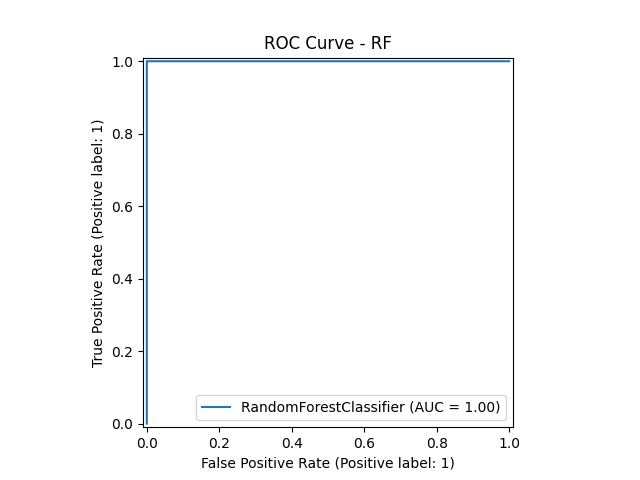 ROC Curve - RF
True Positive Rate (Positive label: 1)
1.0
0.8
0.6
0.4
0.2
0.0
RandomForestClassifier (AUC = 1.00)
0.0 0.2 0.4 0.6 0.8 1.0
False Positive Rate (Positive label: 1)